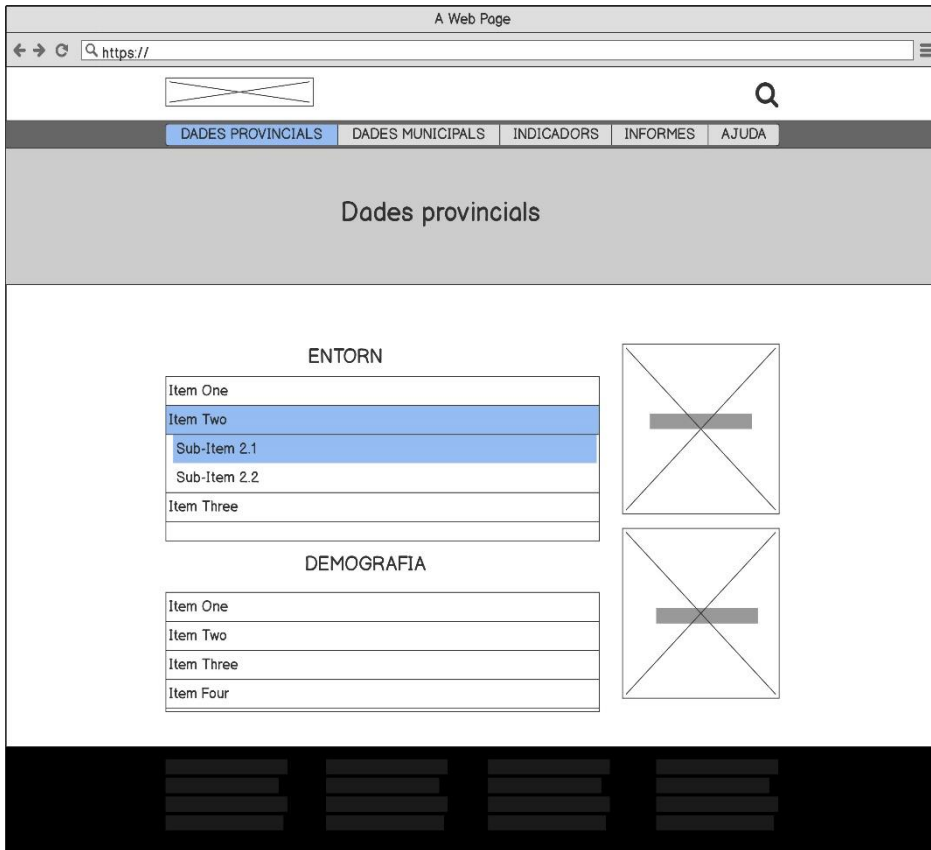 A Web Page
https://
DADES PROVINCIALS DADES MUNICIPALS INDICADORS INFORMES AJUDA
Dades provincials
ENTORN
Item One
Item Two
Sub-Item 2.1
Sub-Item 2.2
Item Three
DEMOGRAFIA
Item One
Item Two
Item Three
Item Four